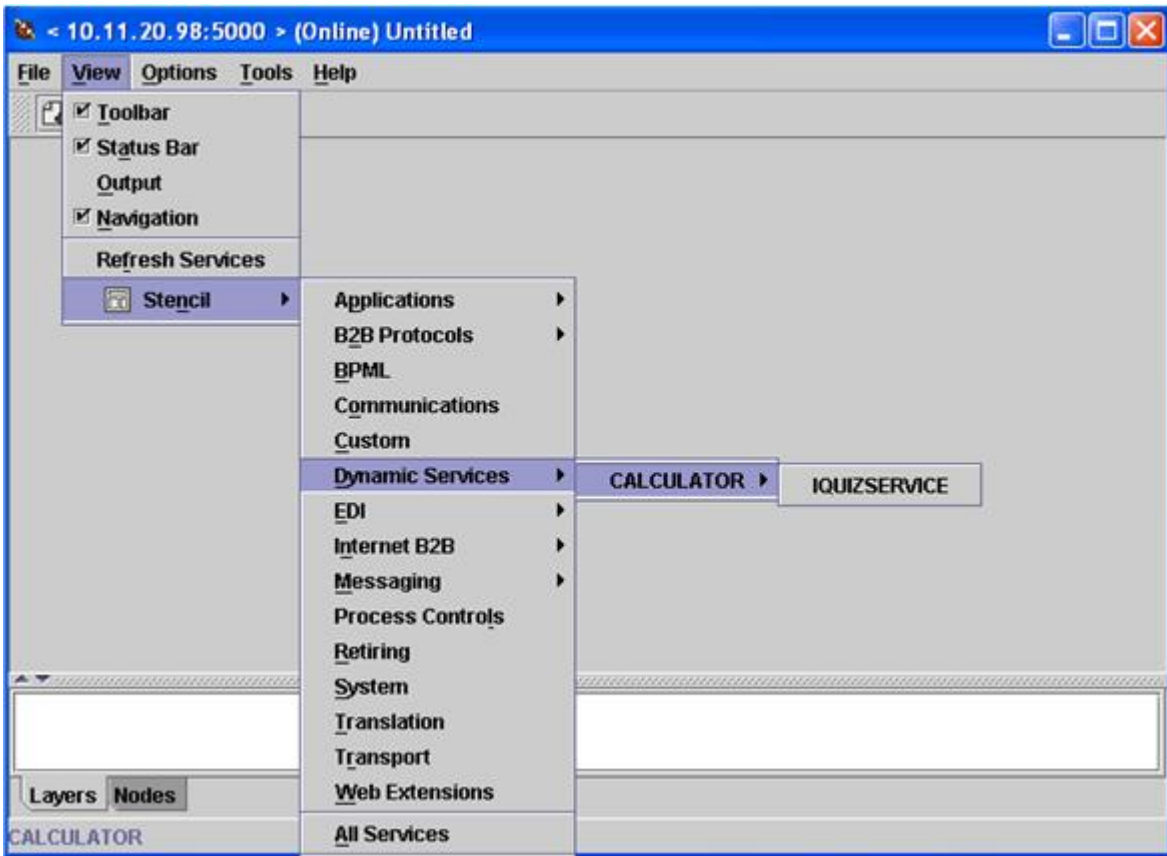 < 10.11.20.98:5000 > (Online) Untitled
File View Options Tools Help
Toolbar
Status Bar
Output
Navigation
Refresh Services
Stencil
Applications
B2B Protocols
BPML
Communications
Custom
Dynamic Services CALCULATOR IQUIZSERVICE
EDI
Internet B2B
Messaging
Process Controls
Retiring
System
Translation
Transport
Web Extensions
All Services
Layers Nodes
CALCULATOR